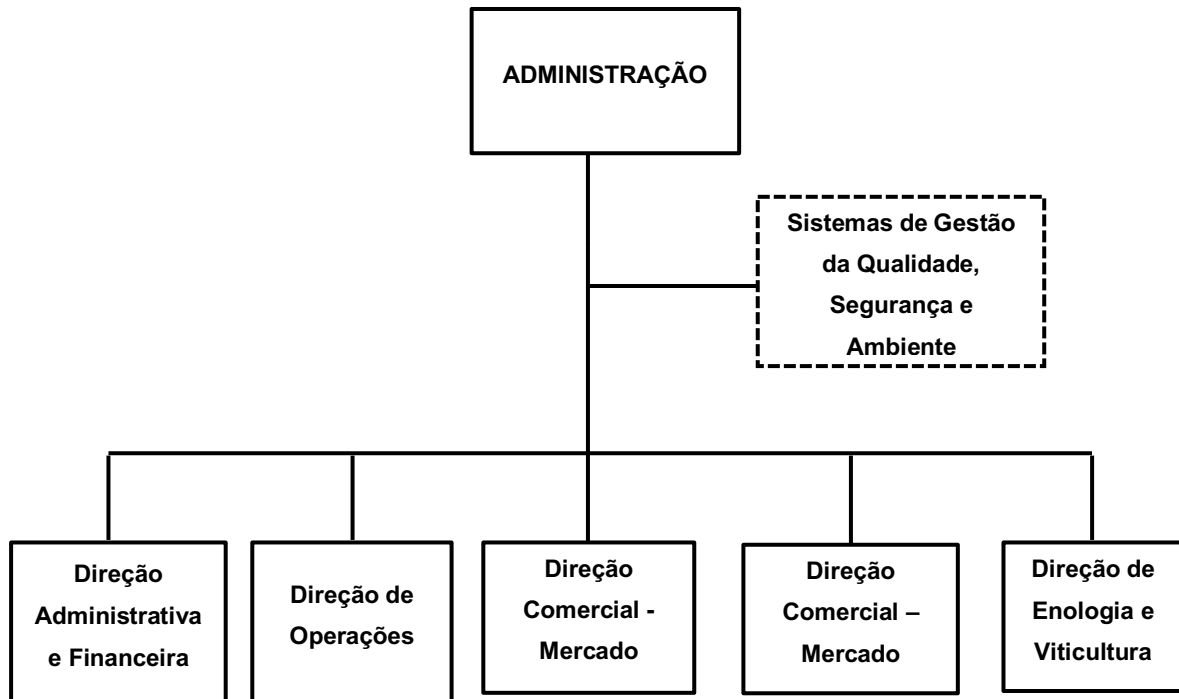 ADMINISTRAÇÃO
Sistemas de Gestão
da Qualidade,
Segurança e
Ambiente
Direção
Administrativa
e Financeira
Direção de
Operações
Direção
Comercial -
Mercado
Direção
Comercial –
Mercado
Direção de
Enologia e
Viticultura